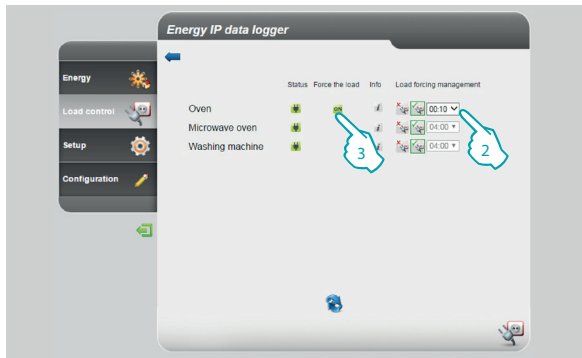 Energy IP data logger
Energy
Load control
Setup
Configuration
Status Force the load Info Load forcing management
Oven ON i 00:10
Microwave oven i 04:00
Washing machine i 04:00
3
2